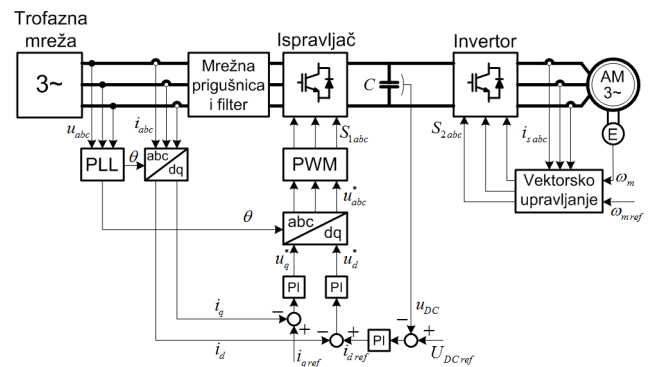 Trofazna
mreža
3~
Mrežna
prigušnica
i filter
Ispravljač
C
Invertor
AM
3~
E
u_abc
i_abc
S_1abc
S_2abc
i_s abc
PLL
θ
abc
dq
PWM
u*_abc
Vektorsko
upravljanje
ω_m
ω_m ref
θ
abc
dq
u*_q
u*_d
PI
PI
i_q
−
+
u_DC
i_d
−
+
i_d ref
PI
−
+
i_q ref
U_DC ref